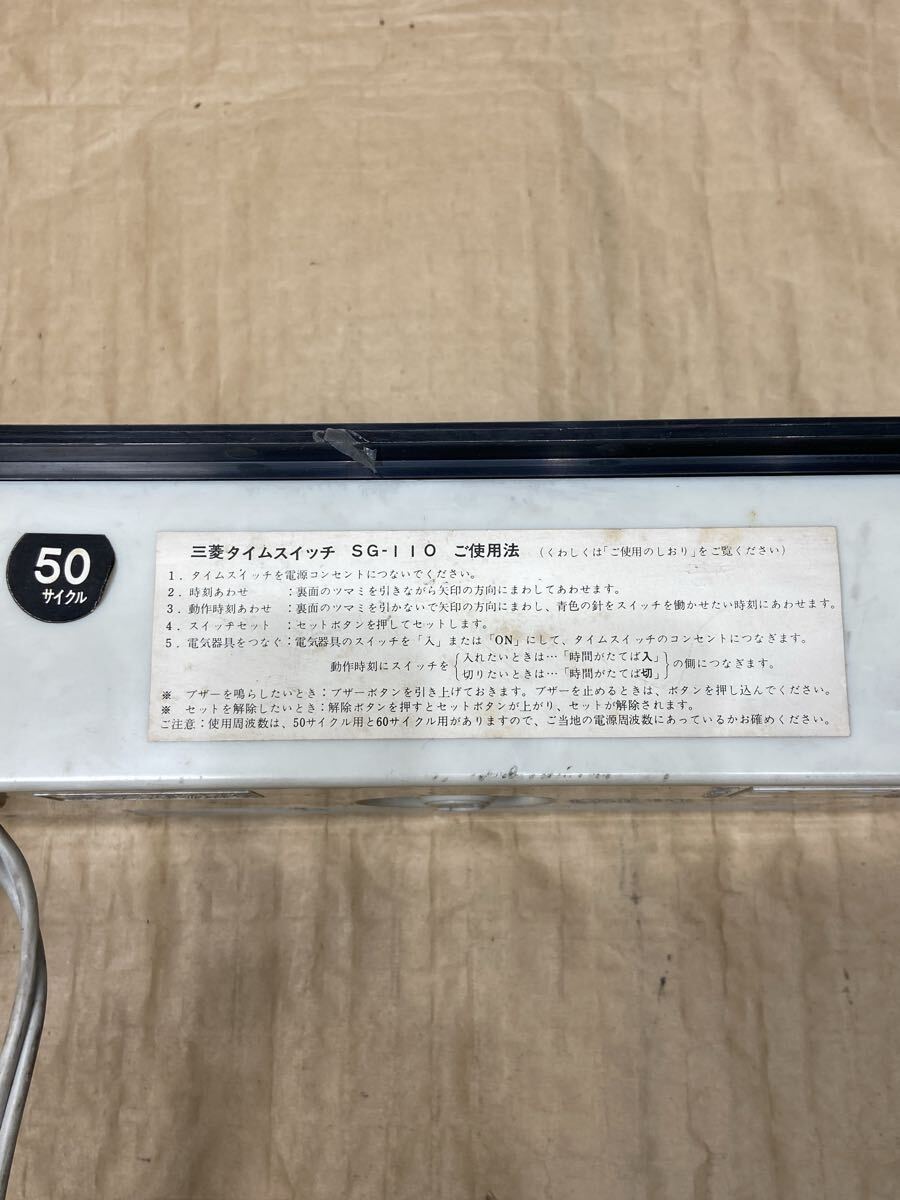 50
サイクル
三菱タイムスイッチ SG-110 ご使用法 (くわしくは「ご使用のしおり」をご覧ください)
1. タイムスイッチを電源コンセントにつないでください。
2. 時刻あわせ :裏面のツマミを引きながら矢印の方向にまわしてあわせます。
3. 動作時刻あわせ :裏面のツマミを引かないで矢印の方向にまわし、青色の針をスイッチを働かせたい時刻にあわせます。
4. スイッチセット :セットボタンを押してセットします。
5. 電気器具をつなぐ:電気器具のスイッチを「入」または「ON」にして、タイムスイッチのコンセントにつなぎます。
動作時刻にスイッチを{入れたいときは…「時間がたてば入」
切りたいときは…「時間がたてば切」}の側につなぎます。
※ ブザーを鳴らしたいとき:ブザーボタンを引き上げておきます。ブザーを止めるときは、ボタンを押し込んでください。
※ セットを解除したいとき:解除ボタンを押すとセットボタンが上がり、セットが解除されます。
ご注意:使用周波数は、50サイクル用と60サイクル用がありますので、ご当地の電源周波数にあっているかお確めください。